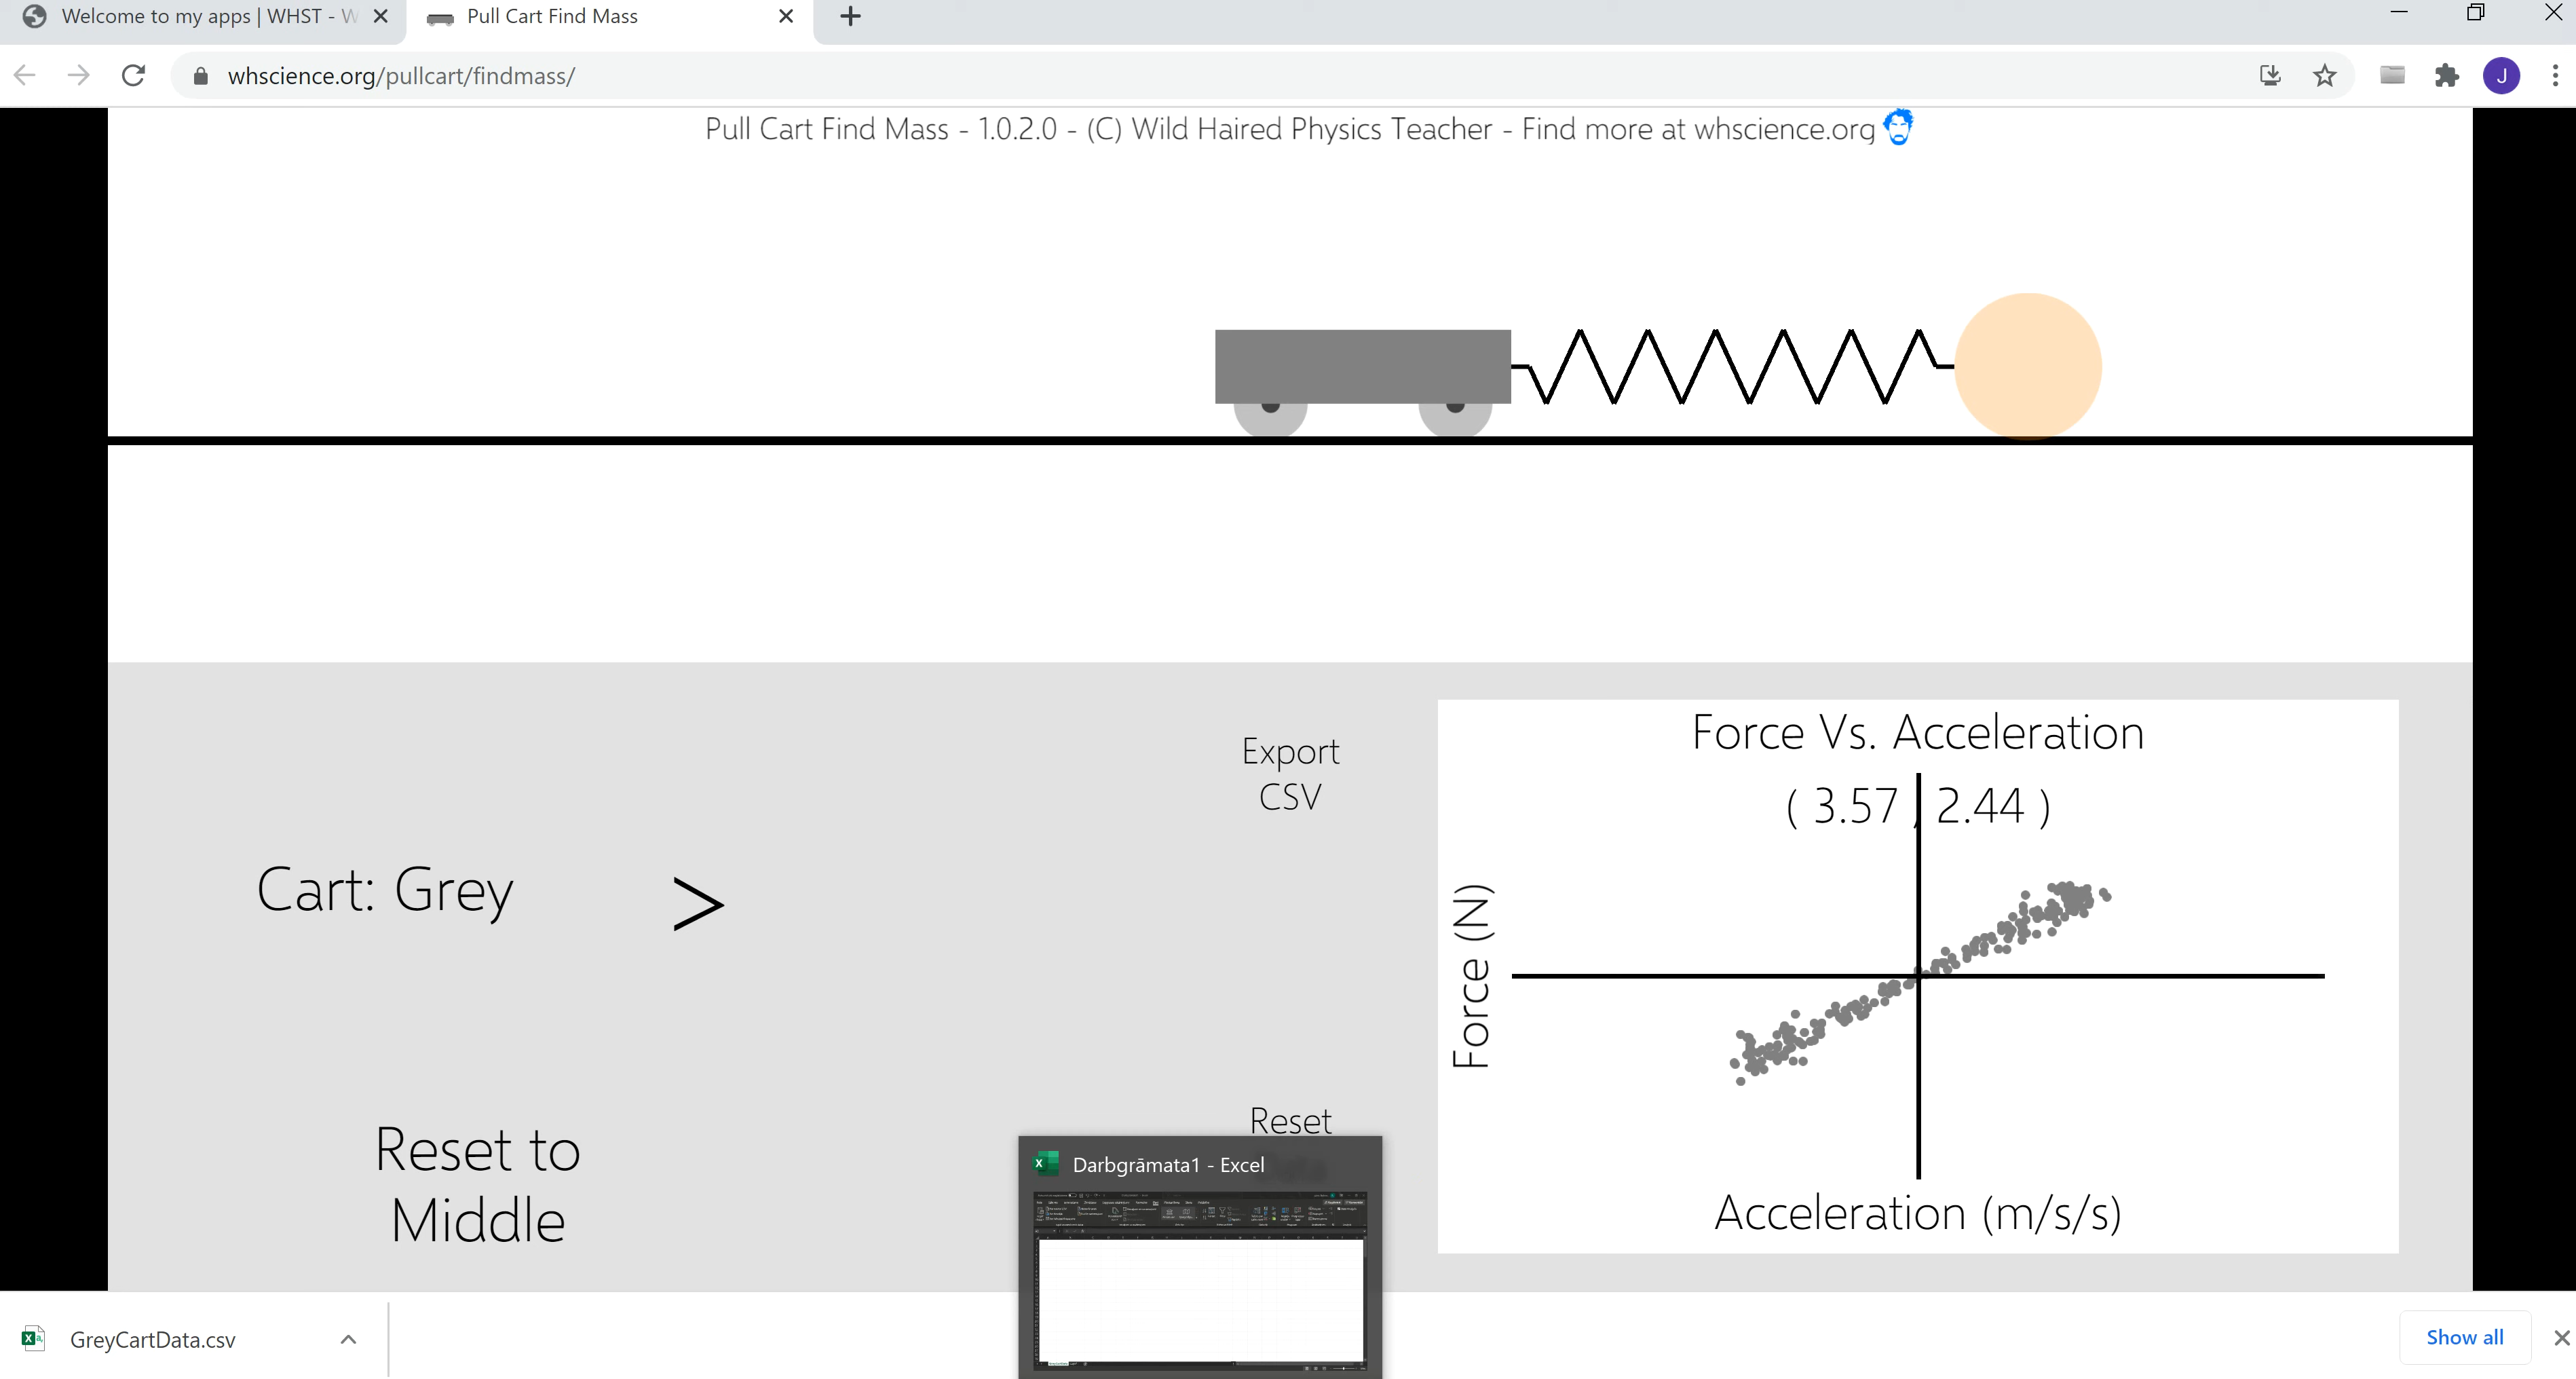 Welcome to my apps | WHST - W
Pull Cart Find Mass
whscience.org/pullcart/findmass/
J
Pull Cart Find Mass - 1.0.2.0 - (C) Wild Haired Physics Teacher - Find more at whscience.org
Export
CSV
Cart: Grey
>
Reset to
Middle
Reset
Force Vs. Acceleration
( 3.57 , 2.44 )
Force (N)
Acceleration (m/s/s)
Darbgrāmata1 - Excel
GreyCartData.csv
Show all